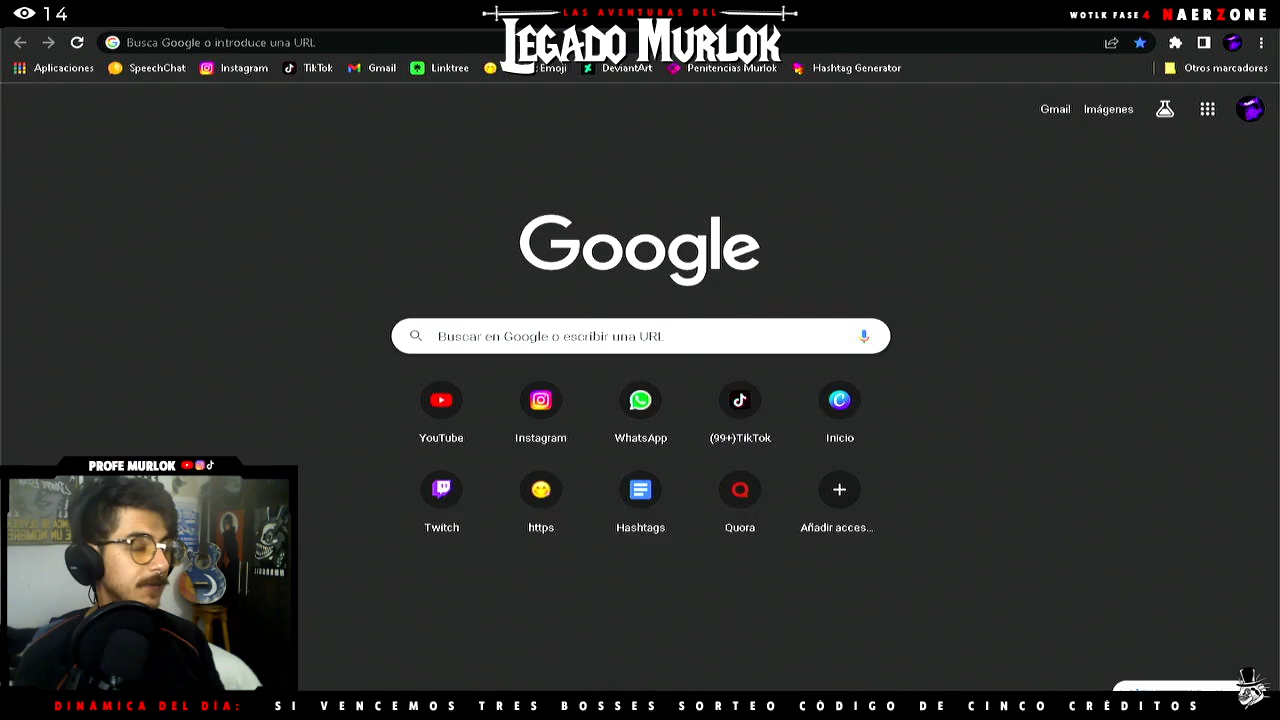 14
LAS AVENTURAS DEL
LEGADO MURLOK
WOTLK FASE 4 NAERZONE
Busca Google o introduce una URL
Aplicaciones SpeechChat Instagram TikTok Gmail Linktree Emoji DeviantArt Penitencias Murlok Hashtag Generator Otros marcadores
Gmail Imágenes
Google
Buscar en Google o escribir una URL
YouTube Instagram WhatsApp (99+)TikTok Inicio
Twitch https Hashtags Quora Añadir acces...
PROFE MURLOK
DINAMICA DEL DÍA: SI VENCEMOS TRES BOSSES SORTEO CÓDIGO DE CINCO CRÉDITOS